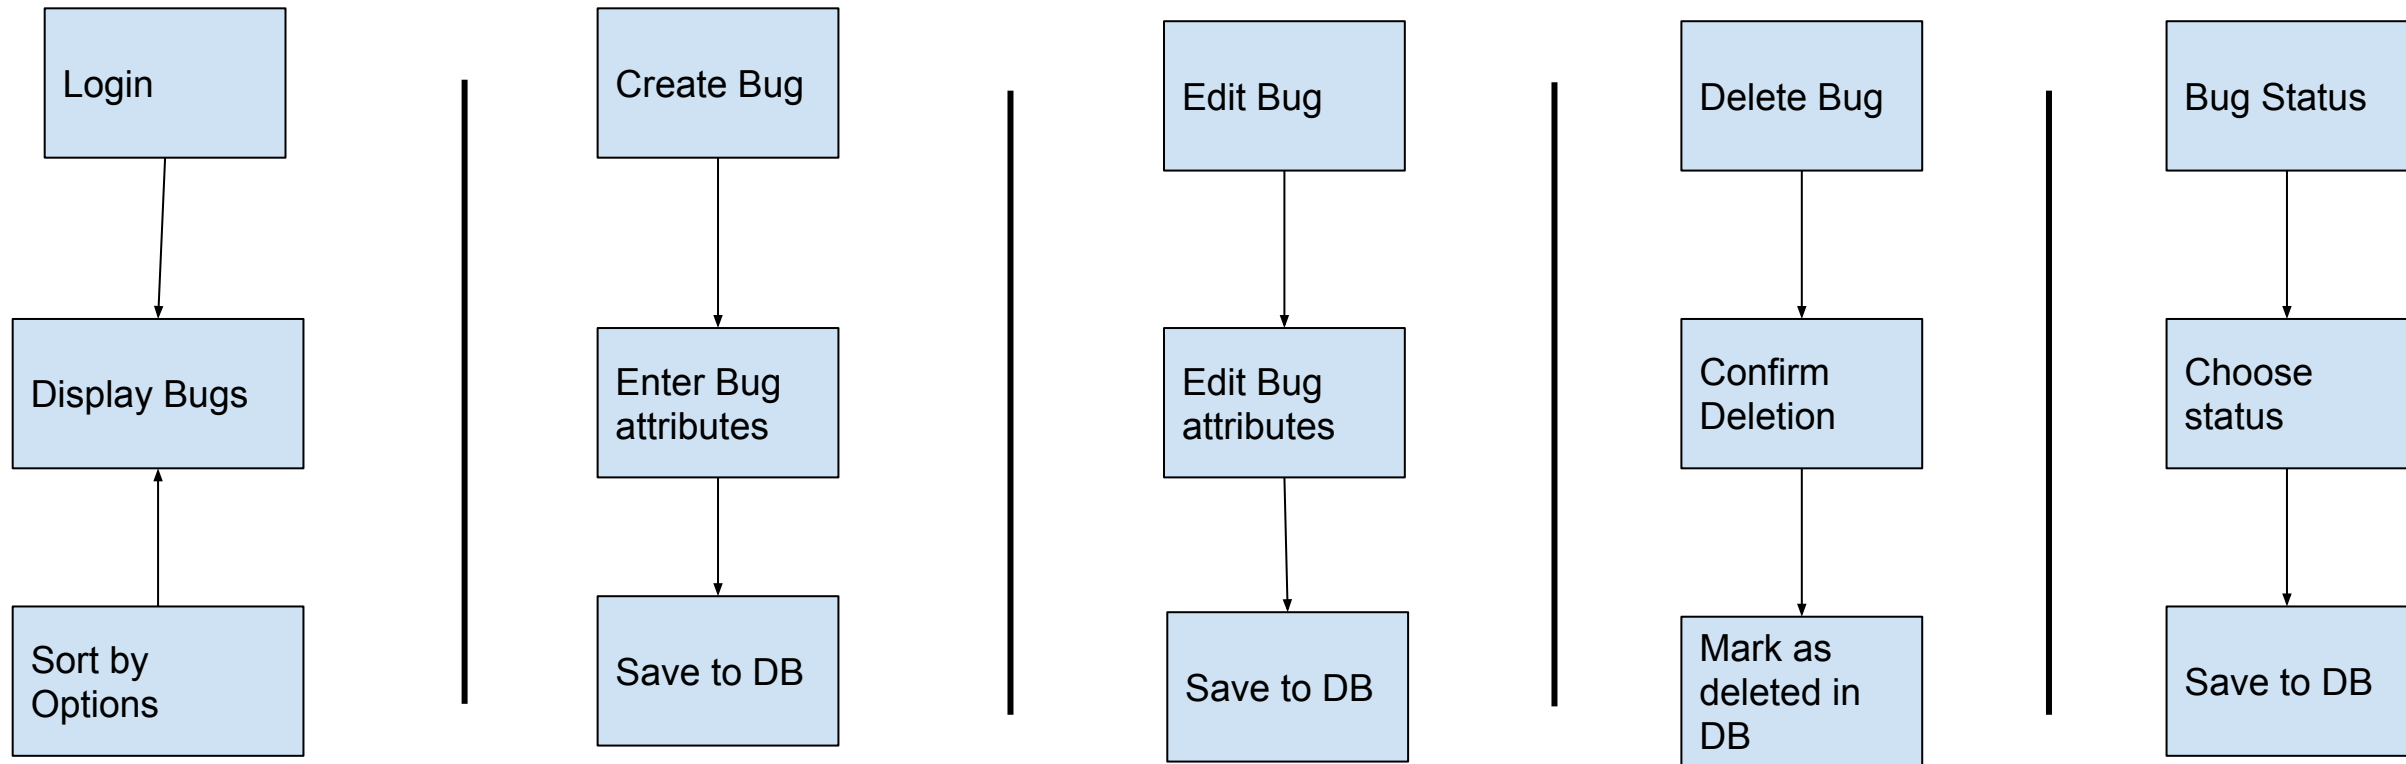 Login
Display Bugs
Sort by
Options
Create Bug
Enter Bug
attributes
Save to DB
Edit Bug
Edit Bug
attributes
Save to DB
Delete Bug
Confirm
Deletion
Mark as
deleted in
DB
Bug Status
Choose
status
Save to DB